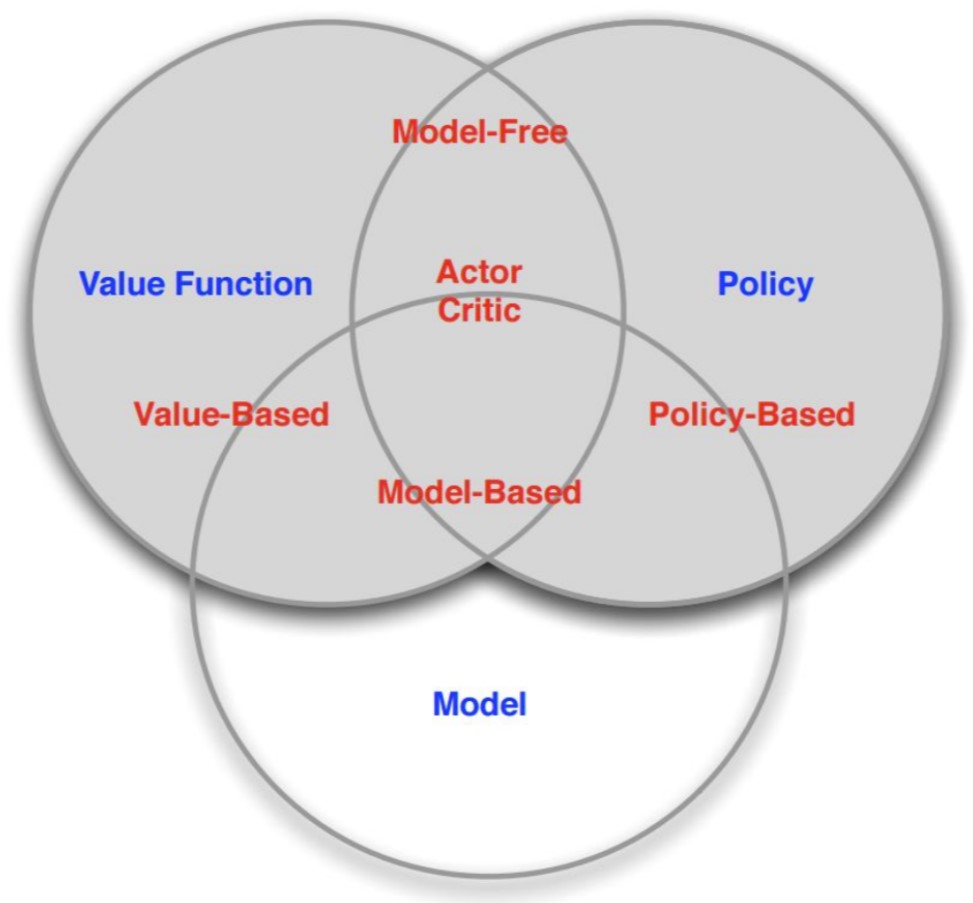 Model-Free
Actor
Critic
Value Function
Policy
Value-Based
Policy-Based
Model-Based
Model